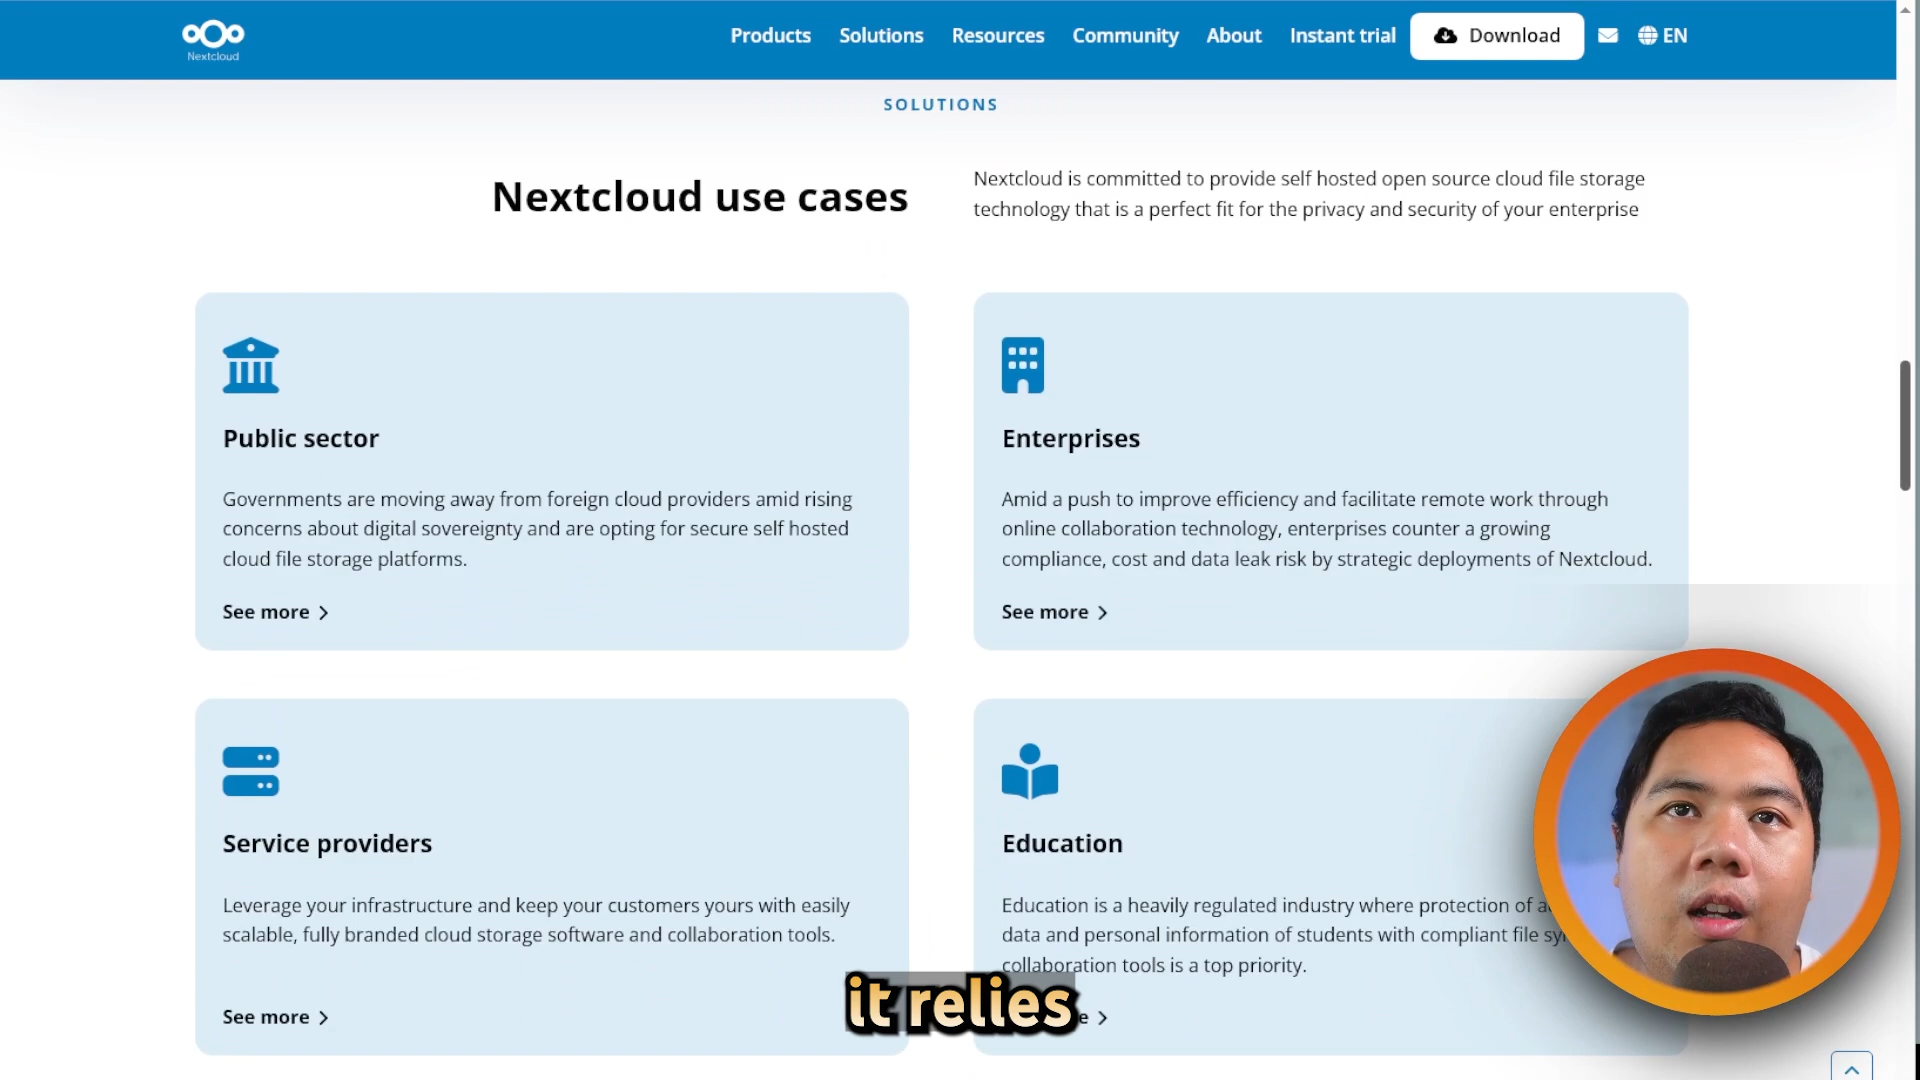 Nextcloud
Products
Solutions
Resources
Community
About
Instant trial
Download
EN
SOLUTIONS
Nextcloud use cases
Nextcloud is committed to provide self hosted open source cloud file storage
technology that is a perfect fit for the privacy and security of your enterprise
Public sector
Governments are moving away from foreign cloud providers amid rising
concerns about digital sovereignty and are opting for secure self hosted
cloud file storage platforms.
See more
Enterprises
Amid a push to improve efficiency and facilitate remote work through
online collaboration technology, enterprises counter a growing
compliance, cost and data leak risk by strategic deployments of Nextcloud.
See more
Service providers
Leverage your infrastructure and keep your customers yours with easily
scalable, fully branded cloud storage software and collaboration tools.
See more
Education
Education is a heavily regulated industry where protection of
data and personal information of students with compliant file
collaboration tools is a top priority.
it relies